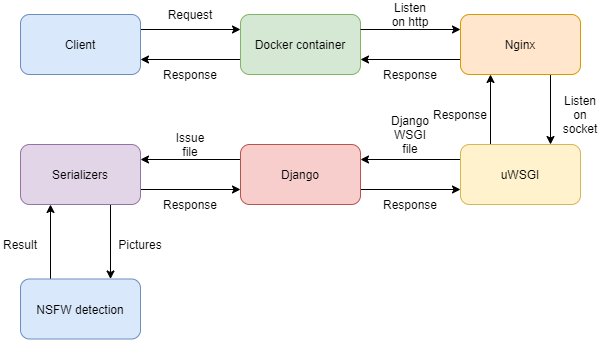 Request
Listen
on http
Client
Docker container
Nginx
Response
Response
Response
Listen
on
socket
Django
WSGI
file
Issue
file
Serializers
Django
uWSGI
Response
Response
Result
Pictures
NSFW detection